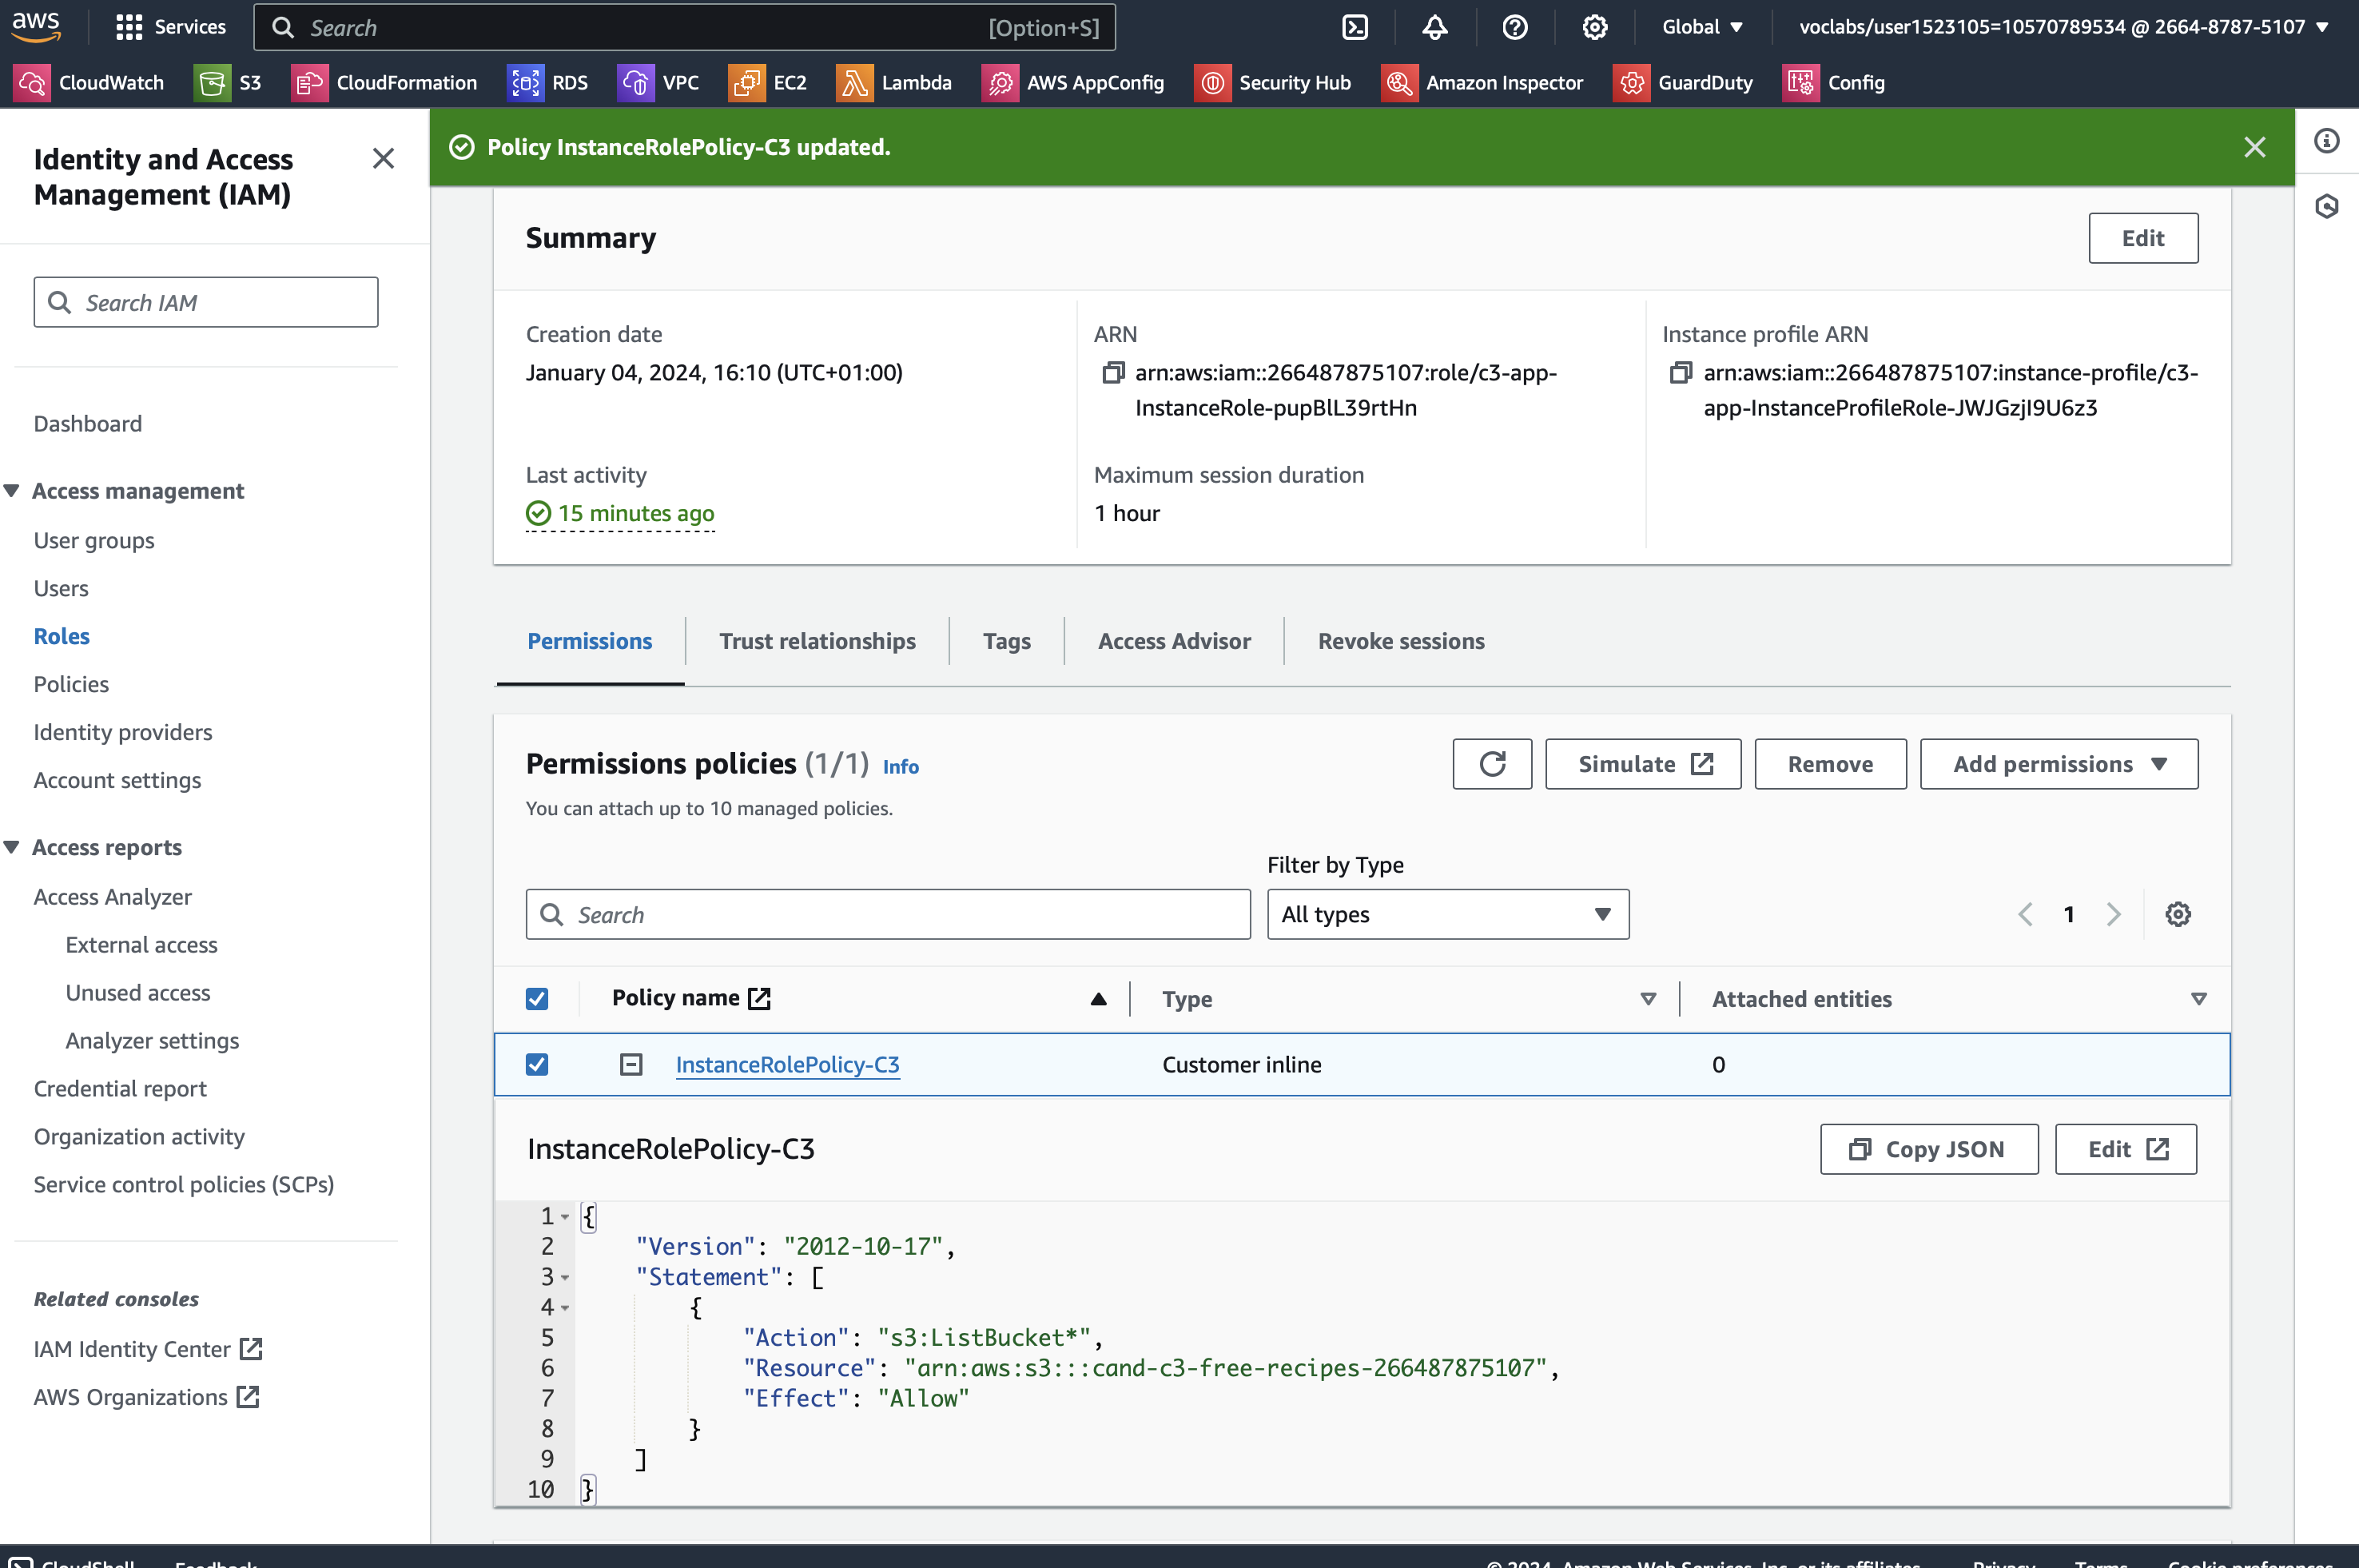 aws
Services
Search
[Option+S]
Global
voclabs/user1523105=10570789534 @ 2664-8787-5107
CloudWatch
S3
CloudFormation
RDS
VPC
EC2
Lambda
AWS AppConfig
Security Hub
Amazon Inspector
GuardDuty
Config
Identity and Access
Management (IAM)
Search IAM
Dashboard
Access management
User groups
Users
Roles
Policies
Identity providers
Account settings
Access reports
Access Analyzer
External access
Unused access
Analyzer settings
Credential report
Organization activity
Service control policies (SCPs)
Related consoles
IAM Identity Center
AWS Organizations
Policy InstanceRolePolicy-C3 updated.
Summary
Edit
Creation date
January 04, 2024, 16:10 (UTC+01:00)
ARN
arn:aws:iam::266487875107:role/c3-app-
InstanceRole-pupBlL39rtHn
Instance profile ARN
arn:aws:iam::266487875107:instance-profile/c3-
app-InstanceProfileRole-JWJGzjI9U6z3
Last activity
15 minutes ago
Maximum session duration
1 hour
Permissions
Trust relationships
Tags
Access Advisor
Revoke sessions
Permissions policies (1/1) Info
You can attach up to 10 managed policies.
Simulate
Remove
Add permissions
Filter by Type
Search
All types
1
Policy name
Type
Attached entities
InstanceRolePolicy-C3
Customer inline
0
InstanceRolePolicy-C3
Copy JSON
Edit
1 {
2 "Version": "2012-10-17",
3 "Statement": [
4 {
5 "Action": "s3:ListBucket*",
6 "Resource": "arn:aws:s3:::cand-c3-free-recipes-266487875107",
7 "Effect": "Allow"
8 }
9 ]
10 }
CloudShell
Feedback
© 2024, Amazon Web Services, Inc. or its affiliates.
Privacy
Terms
Cookie preferences